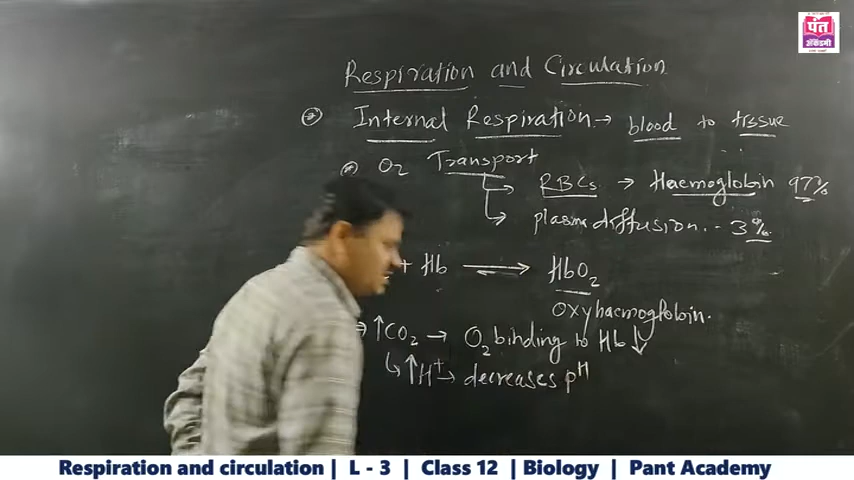 पंत
अ‍ॅकॅडमी
Respiration and Circulation
Internal Respiration → blood to tissue
O2 Transport
→ RBCs → Haemoglobin 97%
→ plasma diffusion.. 3%
+ Hb ⇌ HbO2
Oxyhaemoglobin.
→ ↑CO2 → O2 binding to Hb ↓
↳ ↑H+ → decreases pH
Respiration and circulation | L - 3 | Class 12 | Biology | Pant Academy